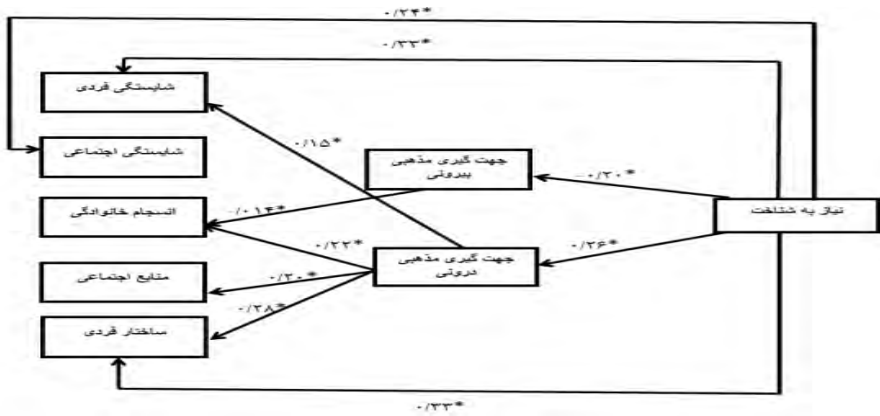 ۰/۲۴*
۰/۳۳*
شایستگی فردی
۰/۱۵*
شایستگی اجتماعی
جهت گیری مذهبی
بیرونی
-۰/۲۰*
انسجام خانوادگی
-/۰۱۴*
نیاز به شناخت
۰/۲۲*
جهت گیری مذهبی
درونی
۰/۲۶*
منابع اجتماعی
۰/۲۰*
ساختار فردی
۰/۲۸*
۰/۳۳*